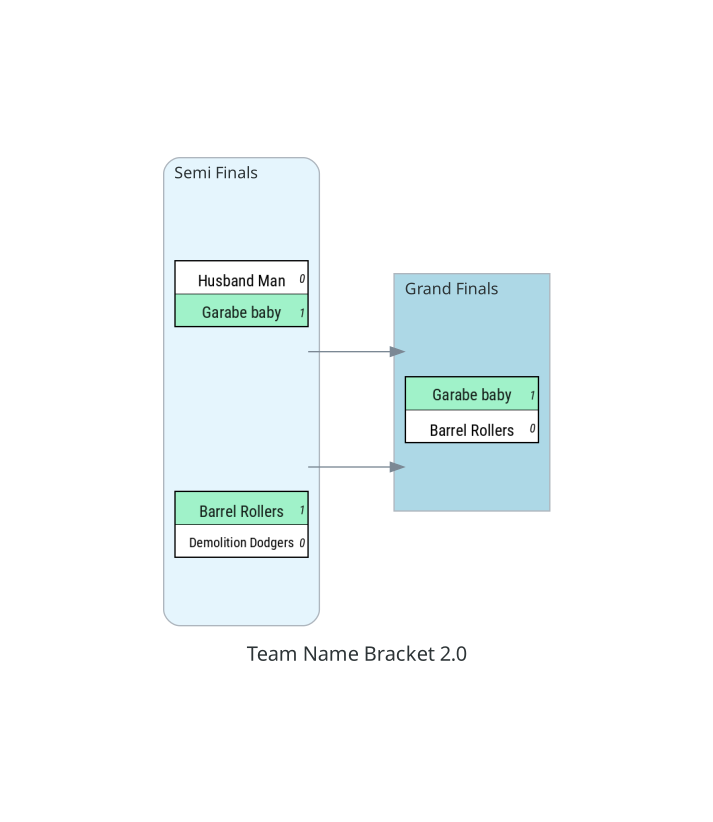 Semi Finals
Husband Man 0
Garabe baby 1
Barrel Rollers 1
Demolition Dodgers 0
Grand Finals
Garabe baby 1
Barrel Rollers 0
Team Name Bracket 2.0